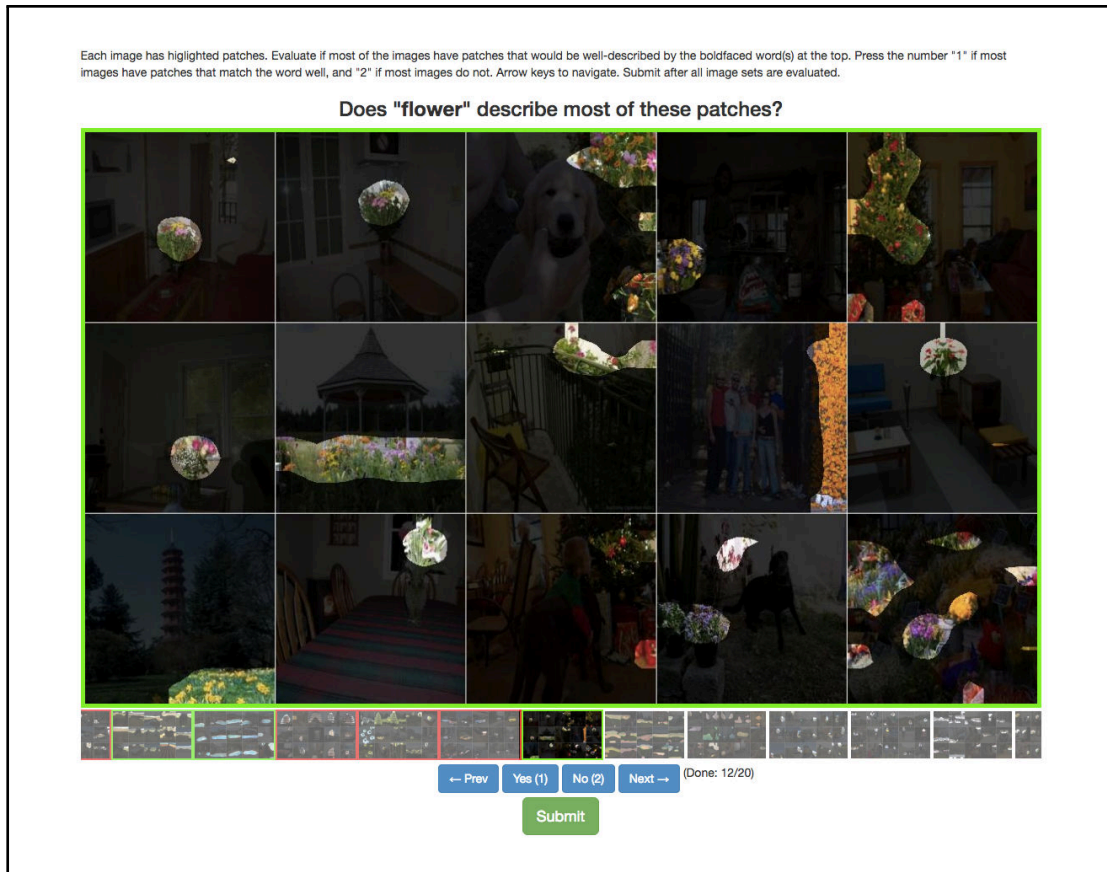 Each image has higlighted patches. Evaluate if most of the images have patches that would be well-described by the boldfaced word(s) at the top. Press the number "1" if most
images have patches that match the word well, and "2" if most images do not. Arrow keys to navigate. Submit after all image sets are evaluated.
Does "flower" describe most of these patches?
← Prev Yes (1) No (2) Next → (Done: 12/20)
Submit